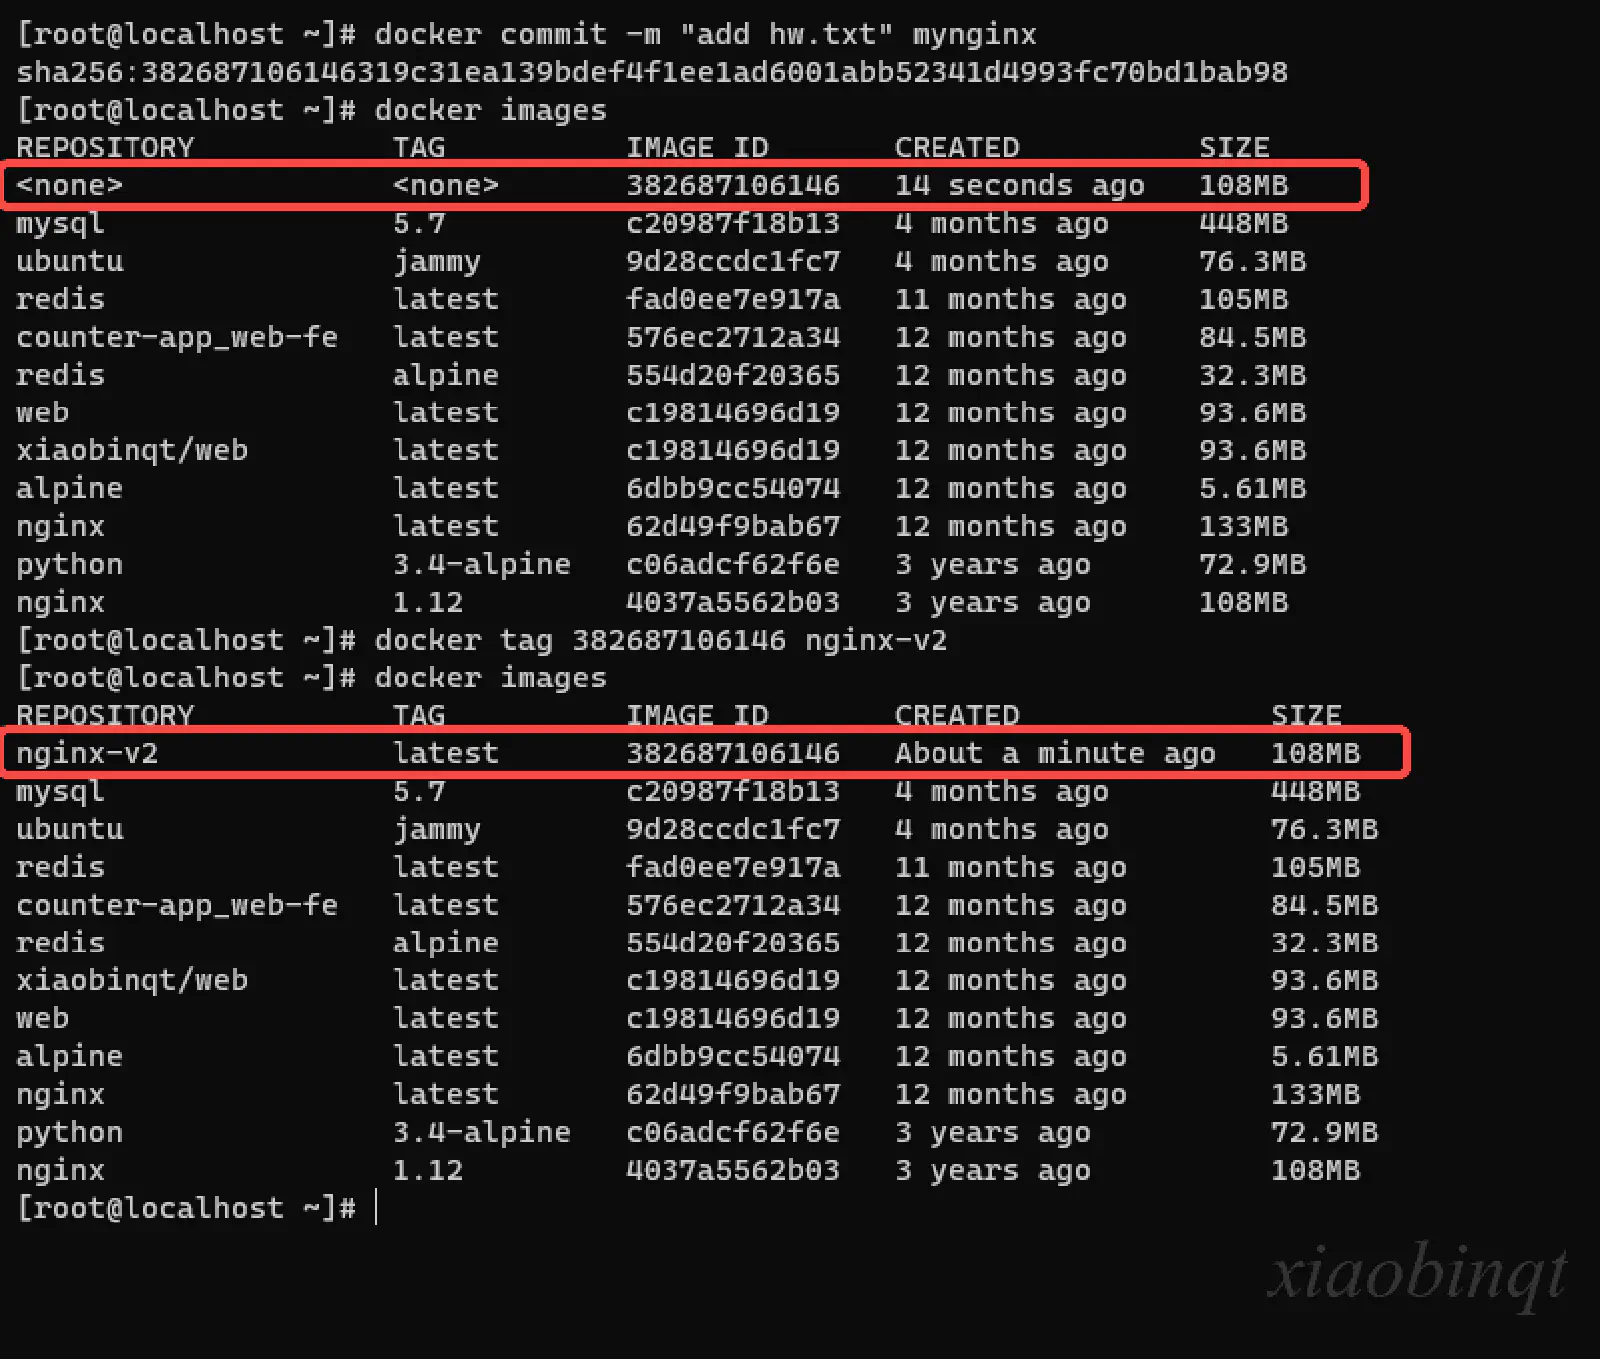 [root@localhost ~]# docker commit -m "add hw.txt" mynginx
sha256:382687106146319c31ea139bdef4f1ee1ad6001abb52341d4993fc70bd1bab98
[root@localhost ~]# docker images
REPOSITORY TAG IMAGE ID CREATED SIZE
<none> <none> 382687106146 14 seconds ago 108MB
mysql 5.7 c20987f18b13 4 months ago 448MB
ubuntu jammy 9d28ccdc1fc7 4 months ago 76.3MB
redis latest fad0ee7e917a 11 months ago 105MB
counter-app_web-fe latest 576ec2712a34 12 months ago 84.5MB
redis alpine 554d20f20365 12 months ago 32.3MB
web latest c19814696d19 12 months ago 93.6MB
xiaobinqt/web latest c19814696d19 12 months ago 93.6MB
alpine latest 6dbb9cc54074 12 months ago 5.61MB
nginx latest 62d49f9bab67 12 months ago 133MB
python 3.4-alpine c06adcf62f6e 3 years ago 72.9MB
nginx 1.12 4037a5562b03 3 years ago 108MB
[root@localhost ~]# docker tag 382687106146 nginx-v2
[root@localhost ~]# docker images
REPOSITORY TAG IMAGE ID CREATED SIZE
nginx-v2 latest 382687106146 About a minute ago 108MB
mysql 5.7 c20987f18b13 4 months ago 448MB
ubuntu jammy 9d28ccdc1fc7 4 months ago 76.3MB
redis latest fad0ee7e917a 11 months ago 105MB
counter-app_web-fe latest 576ec2712a34 12 months ago 84.5MB
redis alpine 554d20f20365 12 months ago 32.3MB
xiaobinqt/web latest c19814696d19 12 months ago 93.6MB
web latest c19814696d19 12 months ago 93.6MB
alpine latest 6dbb9cc54074 12 months ago 5.61MB
nginx latest 62d49f9bab67 12 months ago 133MB
python 3.4-alpine c06adcf62f6e 3 years ago 72.9MB
nginx 1.12 4037a5562b03 3 years ago 108MB
[root@localhost ~]#
xiaobinqt